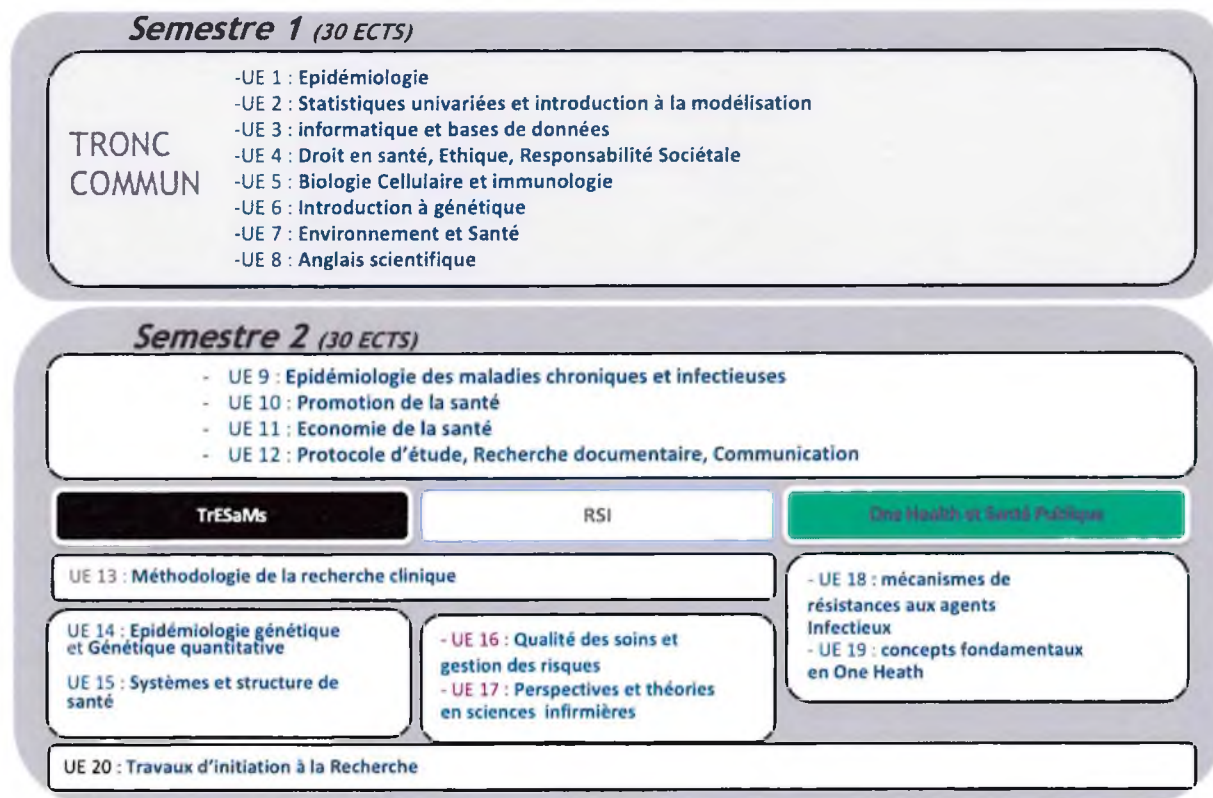 Semestre 1 (30 ECTS)
TRONC
COMMUN
-UE 1 : Epidémiologie
-UE 2 : Statistiques univariées et introduction à la modélisation
-UE 3 : informatique et bases de données
-UE 4 : Droit en santé, Ethique, Responsabilité Sociétale
-UE 5 : Biologie Cellulaire et immunologie
-UE 6 : Introduction à génétique
-UE 7 : Environnement et Santé
-UE 8 : Anglais scientifique
Semestre 2 (30 ECTS)
- UE 9 : Epidémiologie des maladies chroniques et infectieuses
- UE 10 : Promotion de la santé
- UE 11 : Economie de la santé
- UE 12 : Protocole d'étude, Recherche documentaire, Communication
TrESaMs
RSI
One Health et Santé Publique
UE 13 : Méthodologie de la recherche clinique
UE 14 : Epidémiologie génétique
et Génétique quantitative
UE 15 : Systèmes et structure de
santé
- UE 16 : Qualité des soins et
gestion des risques
- UE 17 : Perspectives et théories
en sciences infirmières
- UE 18 : mécanismes de
résistances aux agents
Infectieux
- UE 19 : concepts fondamentaux
en One Heath
UE 20 : Travaux d'initiation à la Recherche